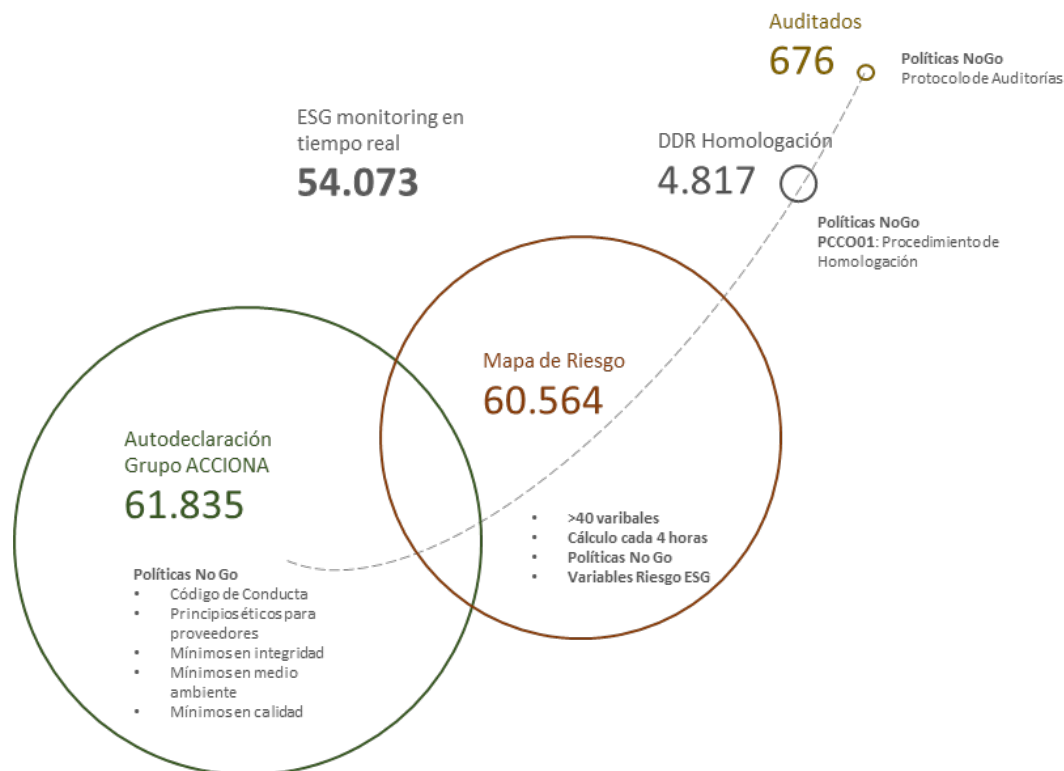 Auditados
676
Políticas NoGo
Protocolo de Auditorías
ESG monitoring en
tiempo real
54.073
DDR Homologación
4.817
Políticas NoGo
PCCO01: Procedimiento de
Homologación
Mapa de Riesgo
60.564
• >40 varibales
• Cálculo cada 4 horas
• Políticas No Go
• Variables Riesgo ESG
Autodeclaración
Grupo ACCIONA
61.835
Políticas No Go
• Código de Conducta
• Principios éticos para
proveedores
• Mínimos en integridad
• Mínimos en medio
ambiente
• Mínimos en calidad